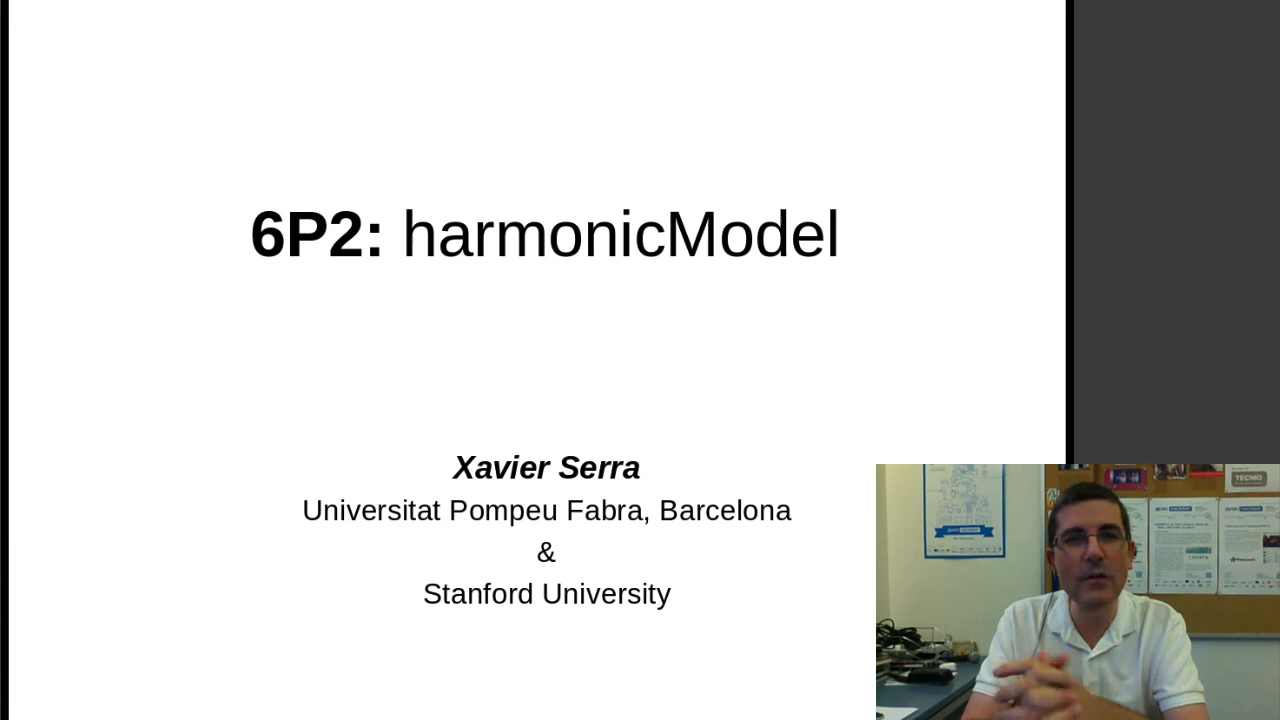 6P2: harmonicModel
Xavier Serra
Universitat Pompeu Fabra, Barcelona
&
Stanford University
TECNIO